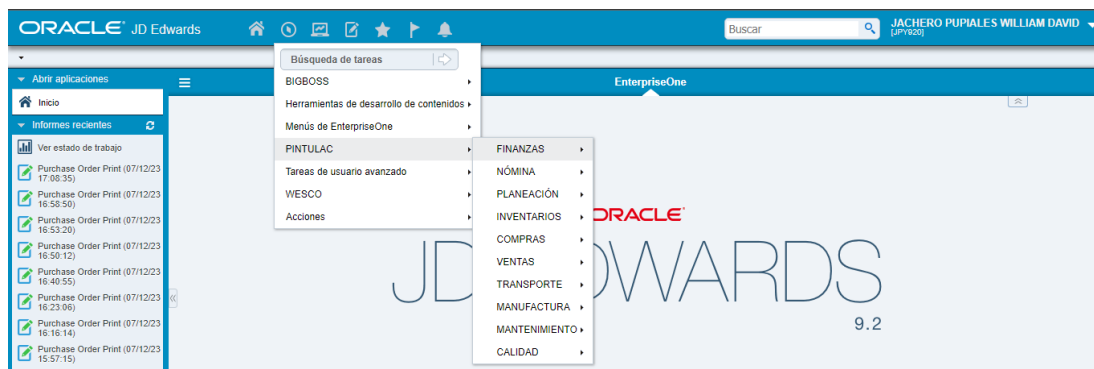 ORACLE JD Edwards
Buscar
JACHERO PUPIALES WILLIAM DAVID
[JPY920]
Abrir aplicaciones
Inicio
Informes recientes
Ver estado de trabajo
Purchase Order Print (07/12/23
17:08:35)
Purchase Order Print (07/12/23
16:58:50)
Purchase Order Print (07/12/23
16:53:20)
Purchase Order Print (07/12/23
16:50:12)
Purchase Order Print (07/12/23
16:40:55)
Purchase Order Print (07/12/23
16:23:06)
Purchase Order Print (07/12/23
16:16:14)
Purchase Order Print (07/12/23
15:57:15)
Búsqueda de tareas
BIGBOSS
Herramientas de desarrollo de contenidos
Menús de EnterpriseOne
PINTULAC
Tareas de usuario avanzado
WESCO
Acciones
FINANZAS
NÓMINA
PLANEACIÓN
INVENTARIOS
COMPRAS
VENTAS
TRANSPORTE
MANUFACTURA
MANTENIMIENTO
CALIDAD
EnterpriseOne
ORACLE
JD EDWARDS
9.2